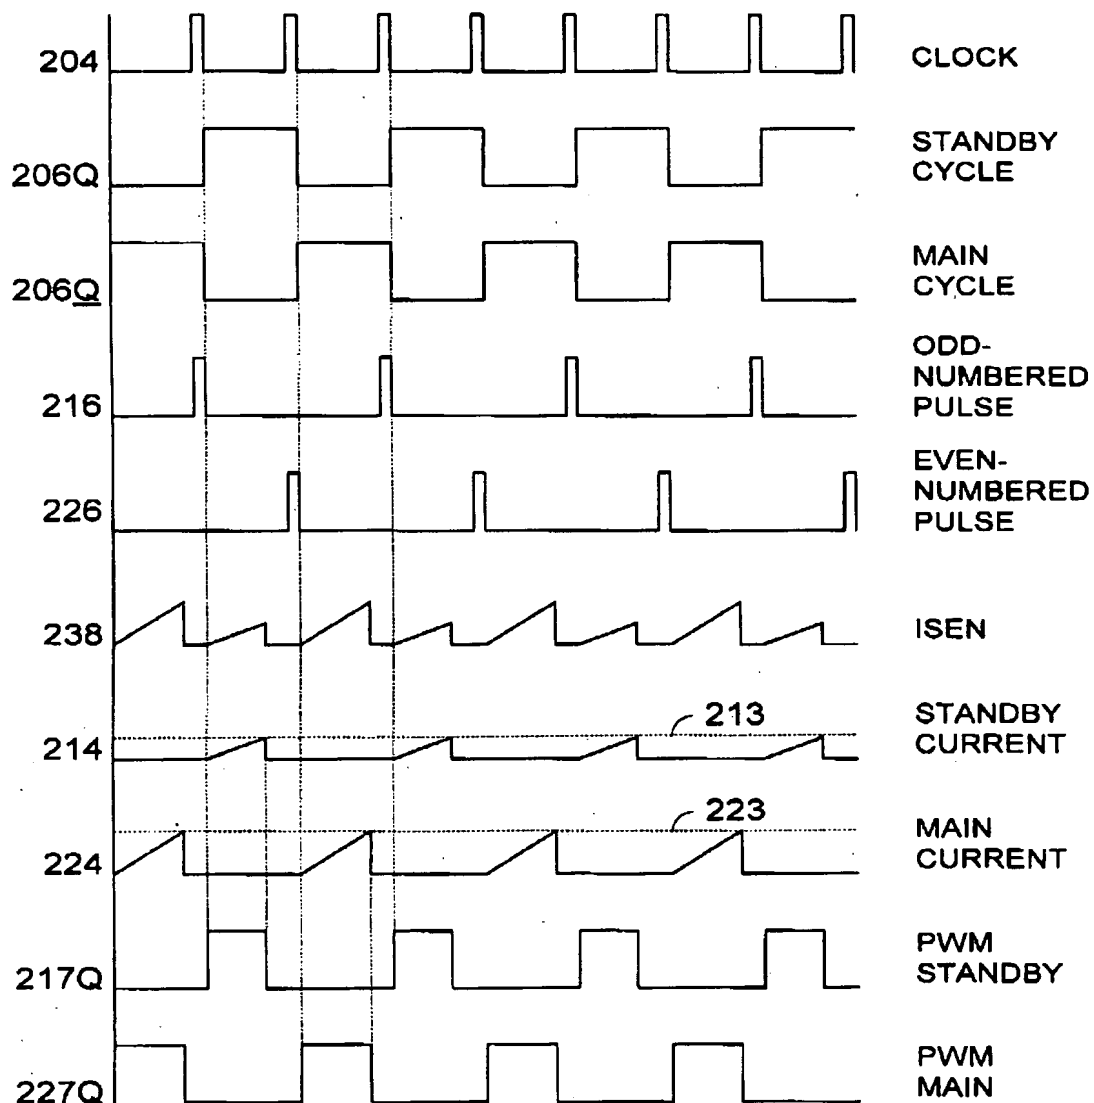 204 CLOCK
206Q STANDBY
CYCLE
206Q MAIN
CYCLE
216 ODD-
NUMBERED
PULSE
226 EVEN-
NUMBERED
PULSE
238 ISEN
213
214 STANDBY
CURRENT
223
224 MAIN
CURRENT
217Q PWM
STANDBY
227Q PWM
MAIN